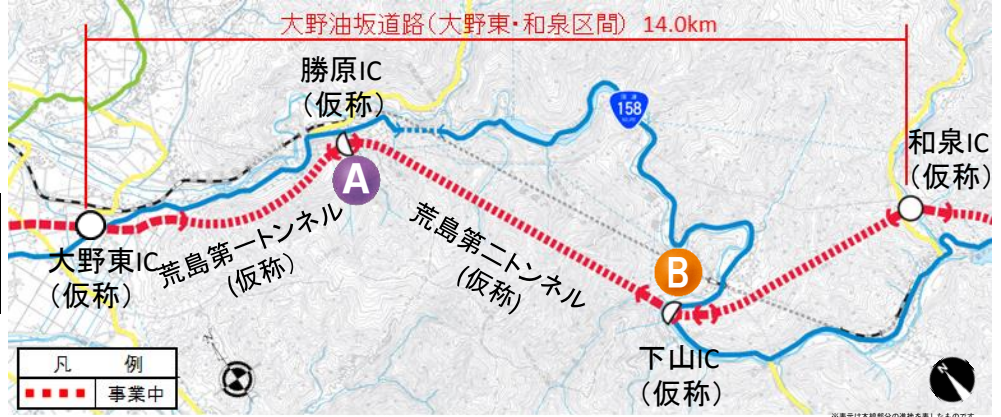 大野油坂道路(大野東・和泉区間) 14.0km
勝原IC
(仮称)
158
和泉IC
(仮称)
A
荒島第一トンネル
(仮称)
荒島第二トンネル
(仮称)
大野東IC
(仮称)
B
下山IC
(仮称)
凡 例
事業中